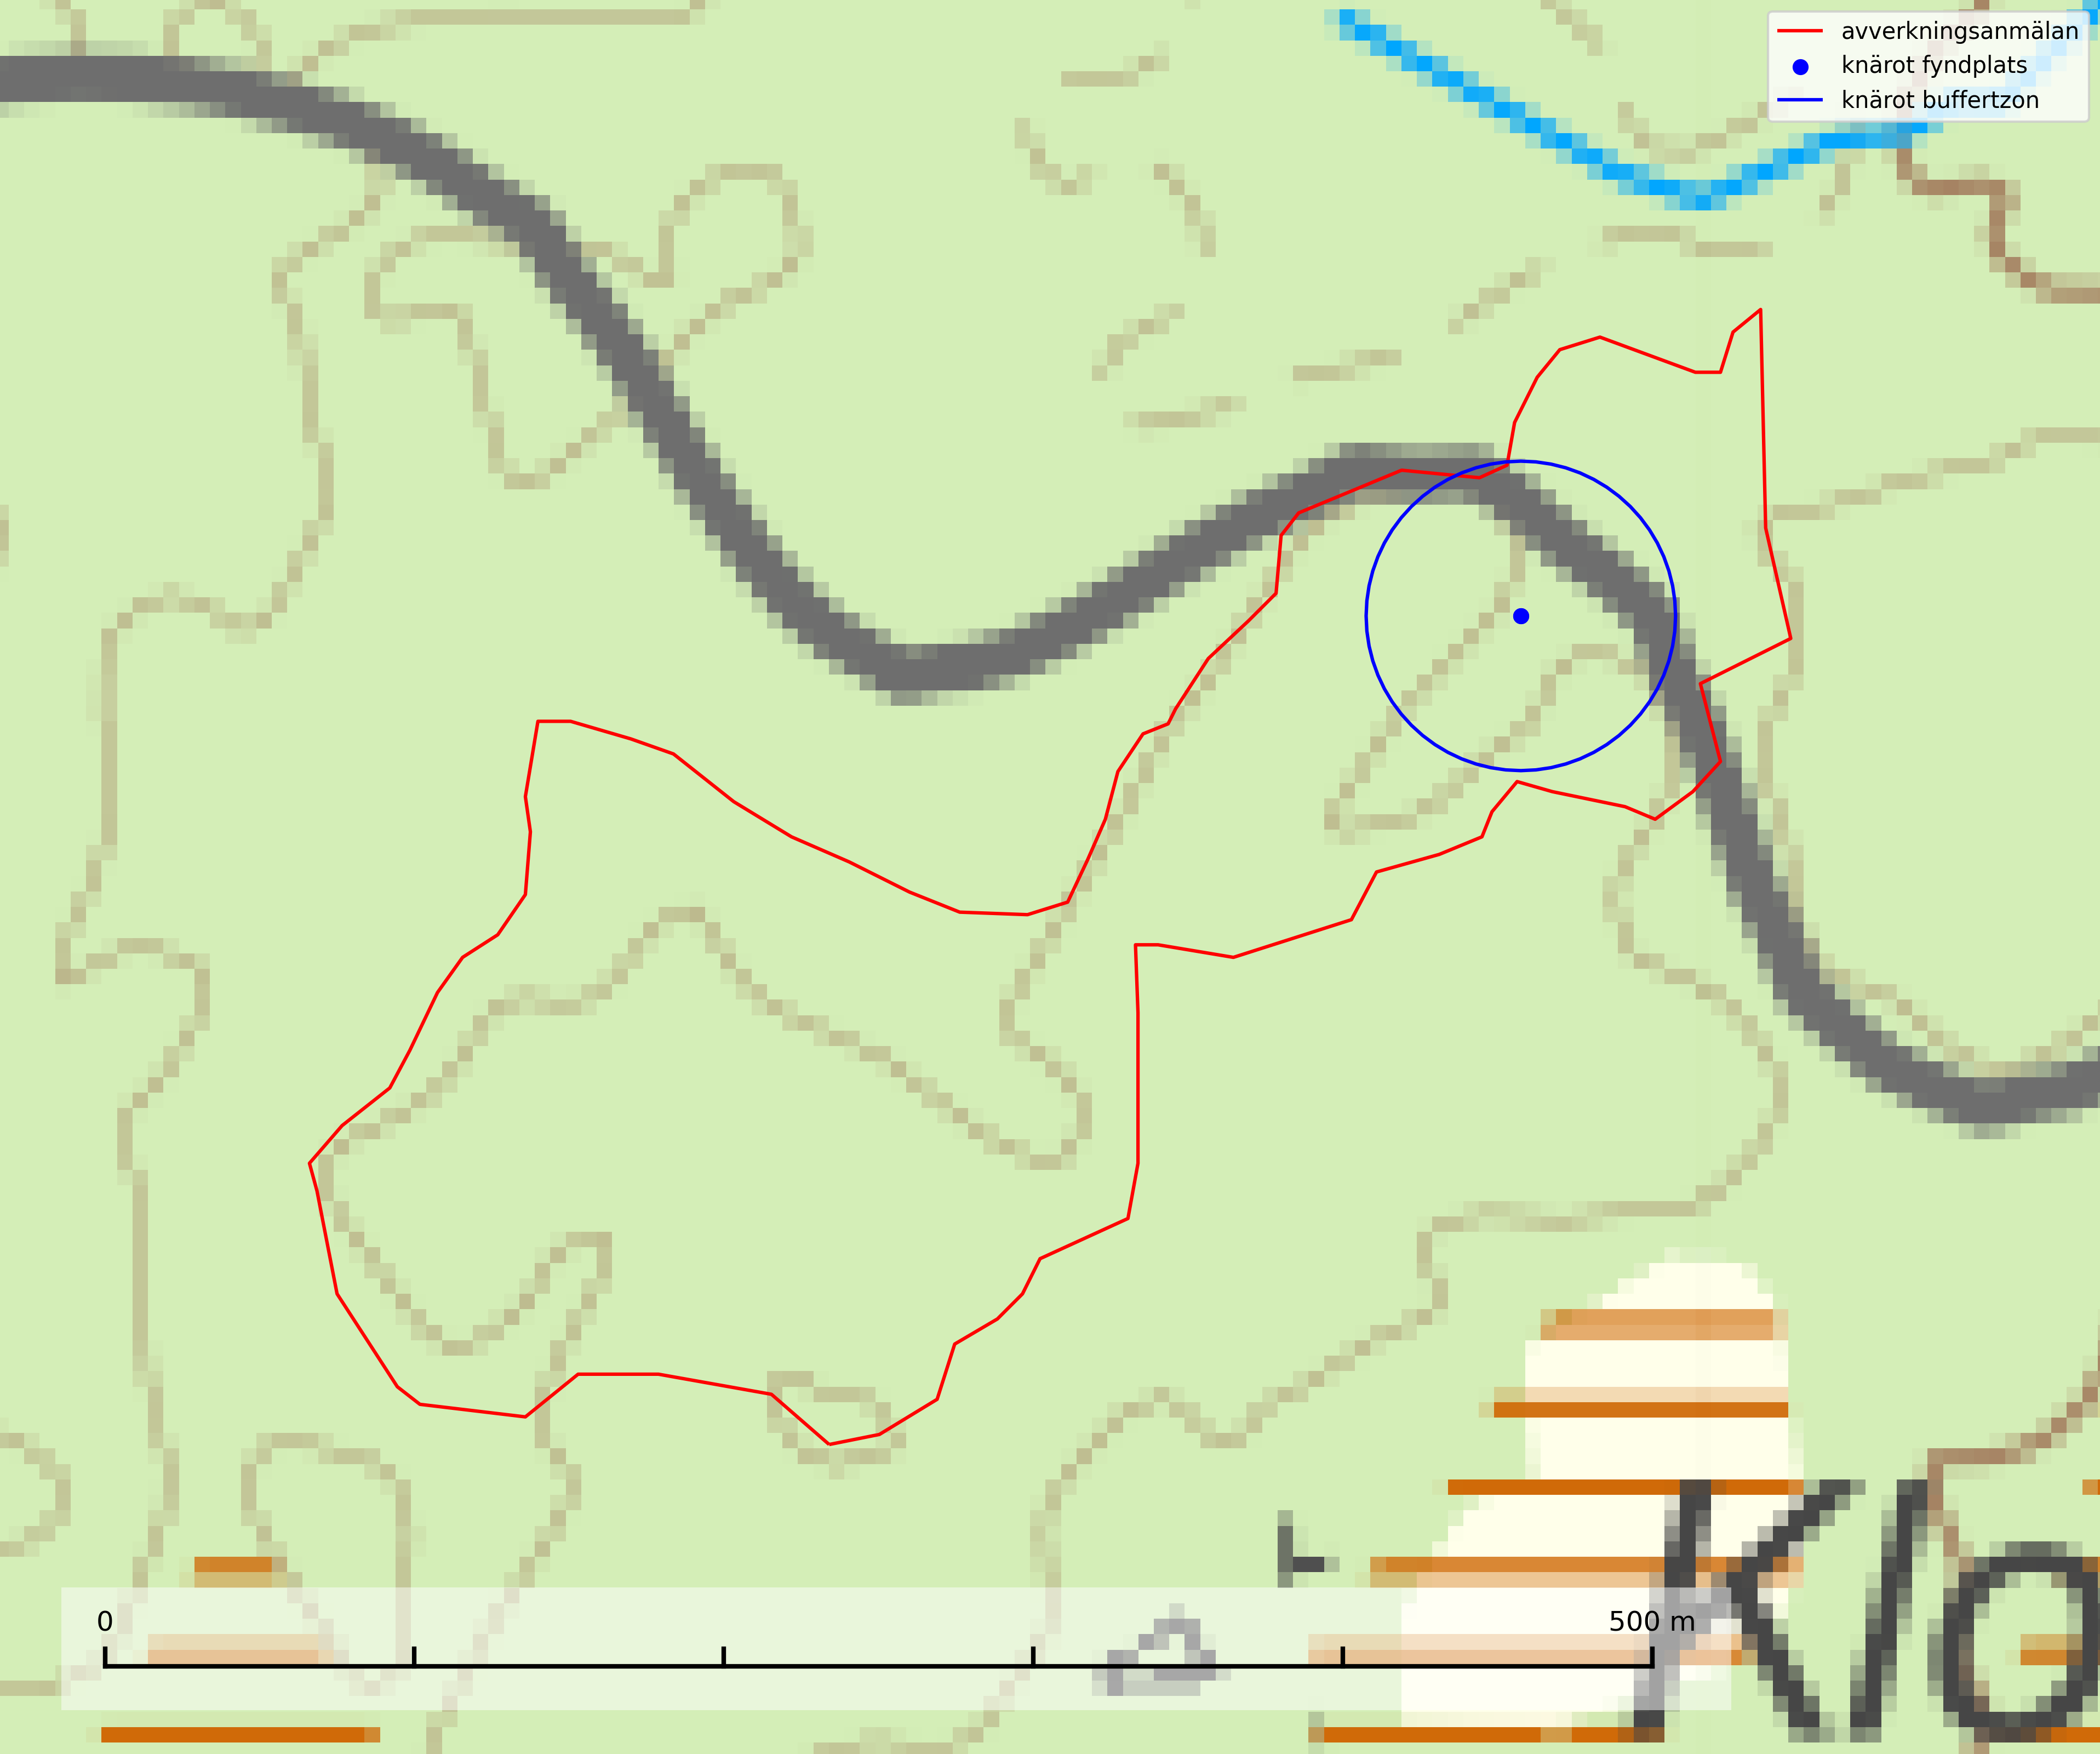 avverkningsanmälan
knärot fyndplats
knärot buffertzon
0
500 m